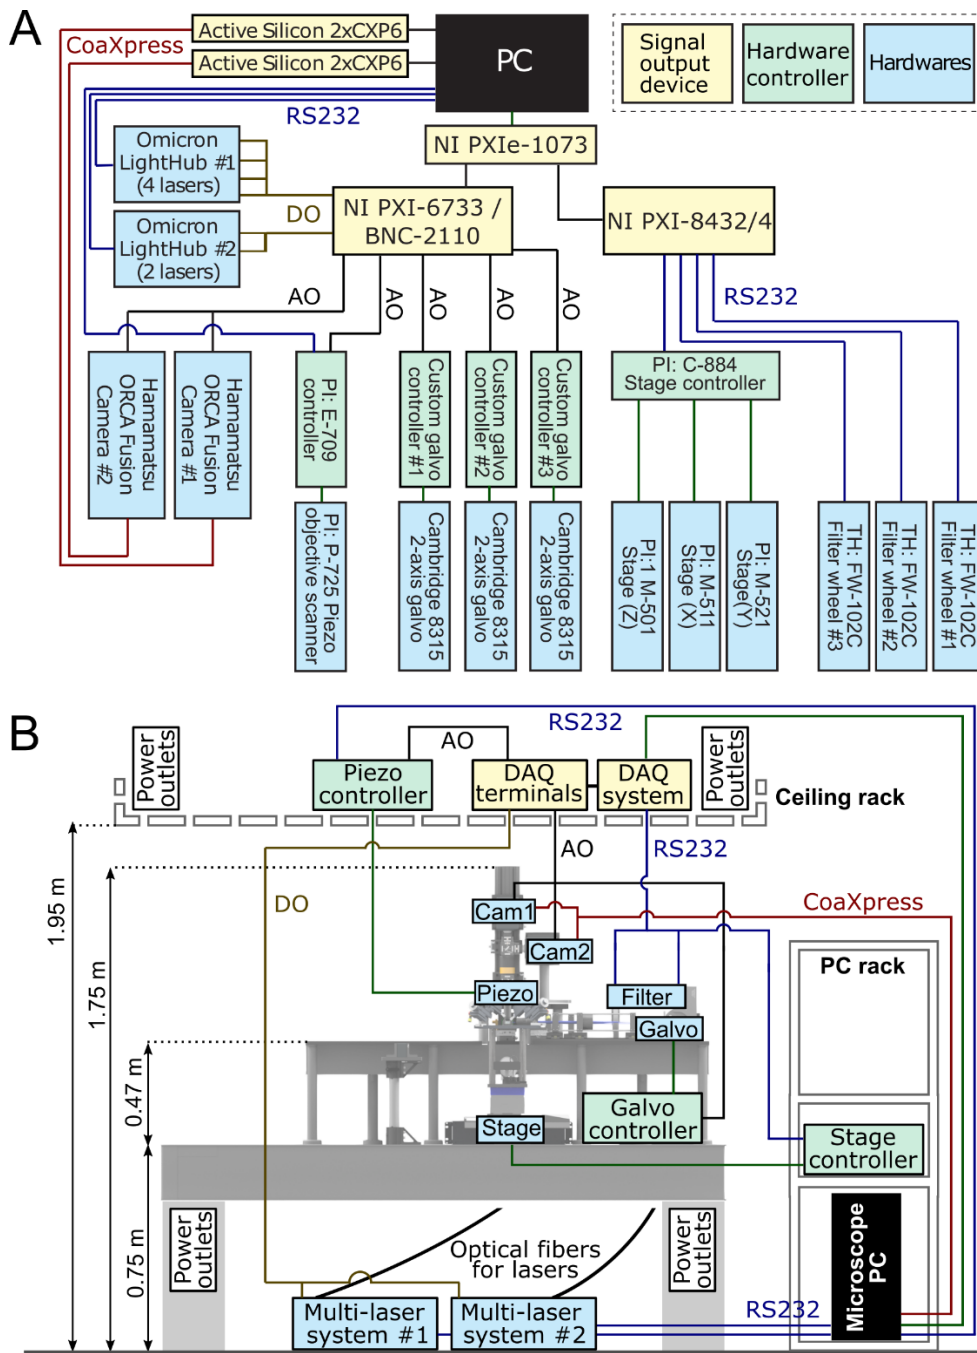 A
Active Silicon 2xCXP6
CoaXpress
Active Silicon 2xCXP6
PC
Signal
output
device
Hardware
controller
Hardwares
RS232
NI PXIe-1073
Omicron
LightHub #1
(4 lasers)
DO
NI PXI-6733 /
BNC-2110
NI PXI-8432/4
Omicron
LightHub #2
(2 lasers)
AO
AO
AO
AO
AO
RS232
Hamamatsu
ORCA Fusion
Camera #2
Hamamatsu
ORCA Fusion
Camera #1
PI: E-709
controller
Custom galvo
controller #1
Custom galvo
controller #2
Custom galvo
controller #3
PI: C-884
Stage controller
PI: P-725 Piezo
objective scanner
Cambridge 8315
2-axis galvo
Cambridge 8315
2-axis galvo
Cambridge 8315
2-axis galvo
PI:1 M-501
Stage (Z)
PI: M-511
Stage (X)
PI: M-521
Stage(Y)
TH: FW-102C
Filter wheel #3
TH: FW-102C
Filter wheel #2
TH: FW-102C
Filter wheel #1
B
RS232
Power
outlets
AO
Piezo
controller
DAQ
terminals
DAQ
system
Power
outlets
Ceiling rack
AO
RS232
1.95 m
1.75 m
DO
Cam1
CoaXpress
Cam2
PC rack
Piezo
Filter
Galvo
0.47 m
Galvo
controller
Stage
Stage
controller
0.75 m
Power
outlets
Optical fibers
for lasers
Power
outlets
Microscope
PC
Multi-laser
system #1
Multi-laser
system #2
RS232